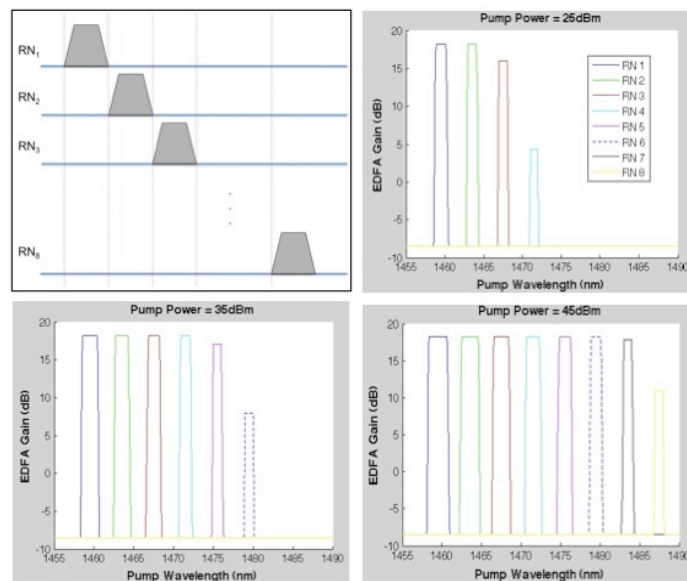 RN1
RN2
RN3
RN8
Pump Power = 25dBm
EDFA Gain (dB)
20
15
10
5
0
-5
-10
1455
1460
1465
1470
1475
1480
1485
1490
Pump Wavelength (nm)
RN 1
RN 2
RN 3
RN 4
RN 5
RN 6
RN 7
RN 8
Pump Power = 35dBm
EDFA Gain (dB)
20
15
10
5
0
-5
-10
1455
1460
1465
1470
1475
1480
1485
1490
Pump Wavelength (nm)
Pump Power = 45dBm
EDFA Gain (dB)
20
15
10
5
0
-5
-10
1455
1460
1465
1470
1475
1480
1485
1490
Pump Wavelength (nm)